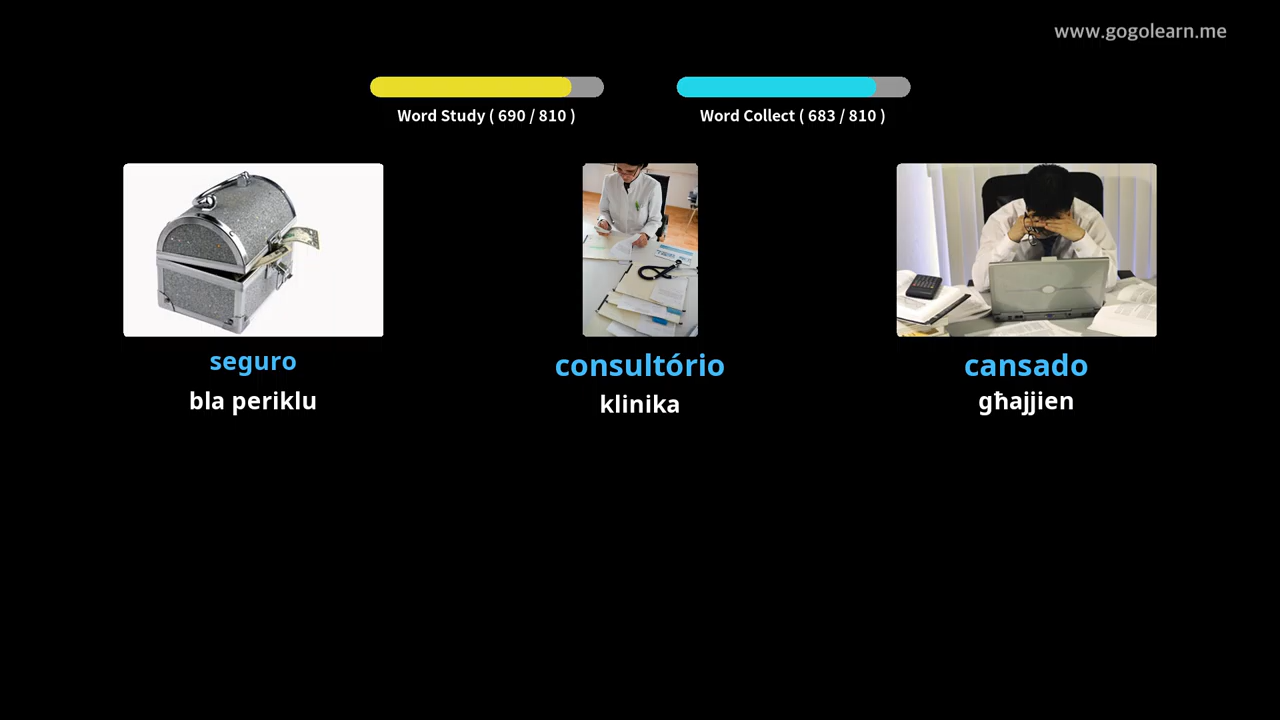 www.gogolearn.me
Word Study ( 690 / 810 )
Word Collect ( 683 / 810 )
seguro
bla periklu
consultório
klinika
cansado
għajjien